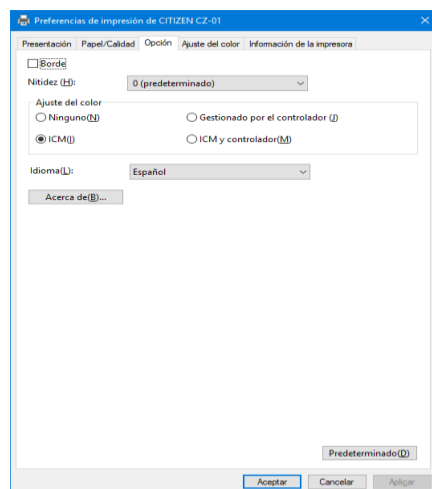 Preferencias de impresión de CITIZEN CZ-01
Presentación Papel/Calidad Opción Ajuste del color Información de la impresora
Borde
Nitidez (H): 0 (predeterminado)
Ajuste del color
Ninguno(N) Gestionado por el controlador (J)
ICM(I) ICM y controlador(M)
Idioma(L): Español
Acerca de(B)...
Predeterminado(D)
Aceptar Cancelar Aplicar